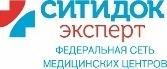 СИТИДОК
эксперт
ФЕДЕРАЛЬНАЯ СЕТЬ
МЕДИЦИНСКИХ ЦЕНТРОВ